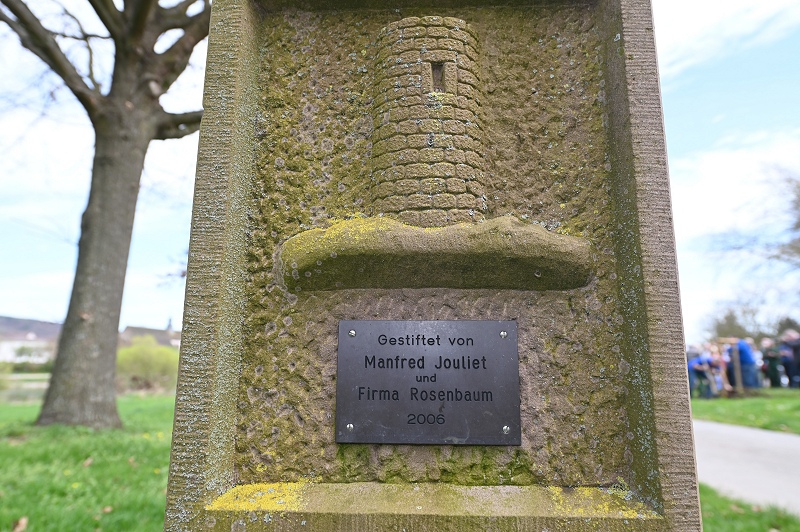 Gestiftet von
Manfred Jouliet
und
Firma Rosenbaum
2006